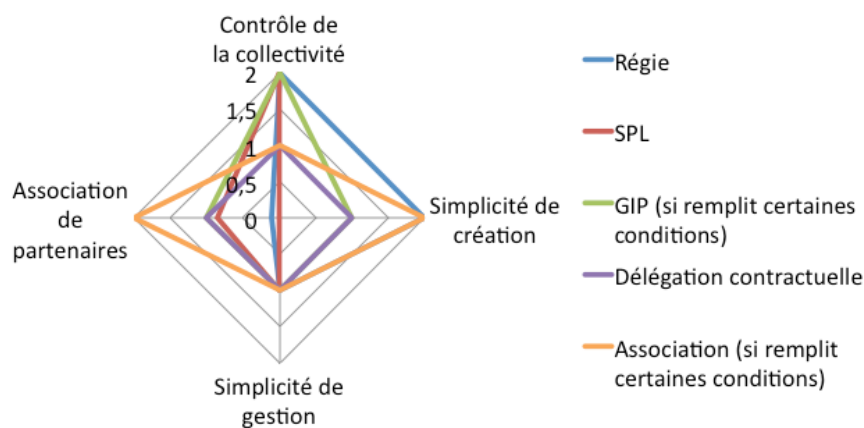 Contrôle de
la collectivité
2
1,5
1
0,5
0
Association
de
partenaires
Simplicité de
création
Simplicité de
gestion
Régie
SPL
GIP (si remplit certaines
conditions)
Délégation contractuelle
Association (si remplit
certaines conditions)